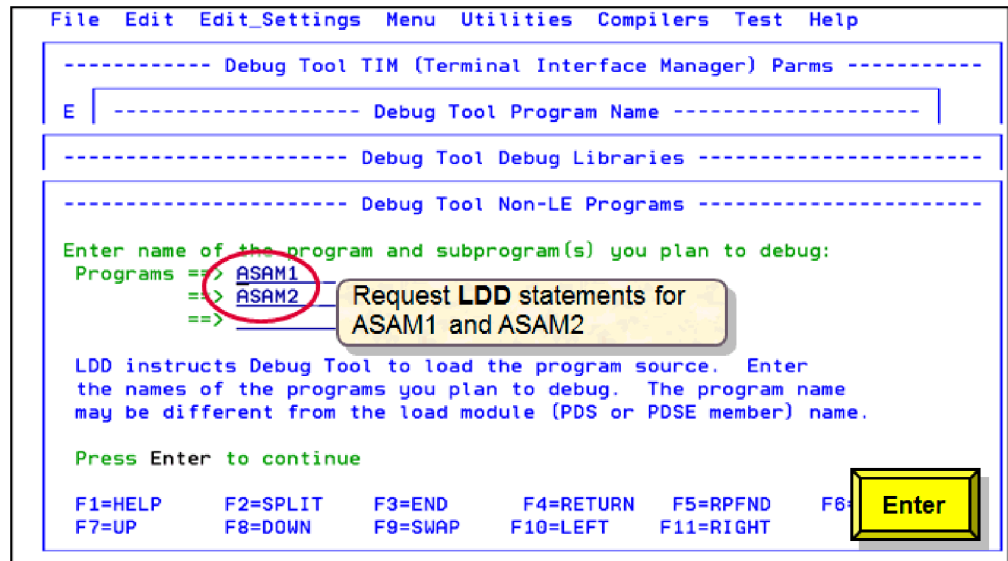 File Edit Edit_Settings Menu Utilities Compilers Test Help
------------ Debug Tool TIM (Terminal Interface Manager) Parms -----------
E -------------------- Debug Tool Program Name --------------------
----------------------- Debug Tool Debug Libraries -----------------------
----------------------- Debug Tool Non-LE Programs -----------------------
Enter name of the program and subprogram(s) you plan to debug:
Programs ==> ASAM1
==> ASAM2
==>
Request LDD statements for
ASAM1 and ASAM2
LDD instructs Debug Tool to load the program source. Enter
the names of the programs you plan to debug. The program name
may be different from the load module (PDS or PDSE member) name.
Press Enter to continue
F1=HELP F2=SPLIT F3=END F4=RETURN F5=RPFND F6
F7=UP F8=DOWN F9=SWAP F10=LEFT F11=RIGHT
Enter